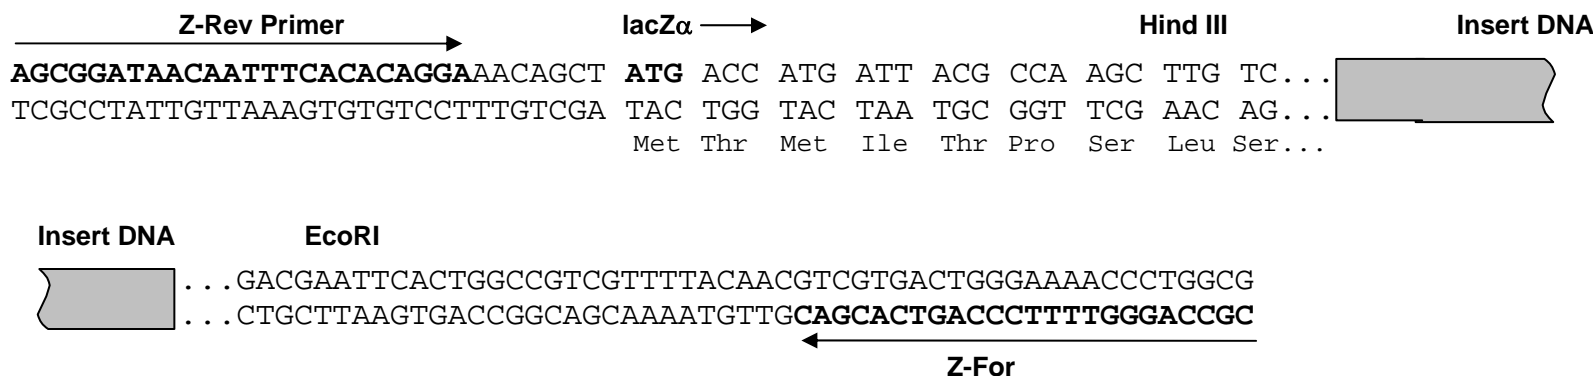 Z-Rev Primer lacZα Hind III Insert DNA
AGCGGATAACAATTTCACACAGGAAACAGCT ATG ACC ATG ATT ACG CCA AGC TTG TC...
TCGCCTATTGTTAAAGTGTGTCCTTTGTCGA TAC TGG TAC TAA TGC GGT TCG AAC AG...
Met Thr Met Ile Thr Pro Ser Leu Ser...
Insert DNA EcoRI
...GACGAATTCACTGGCCGTCGTTTTACAACGTCGTGACTGGGAAAACCCTGGCG
...CTGCTTAAGTGACCGGCAGCAAAATGTTGCAGCACTGACCCTTTTGGGACCGC
Z-For